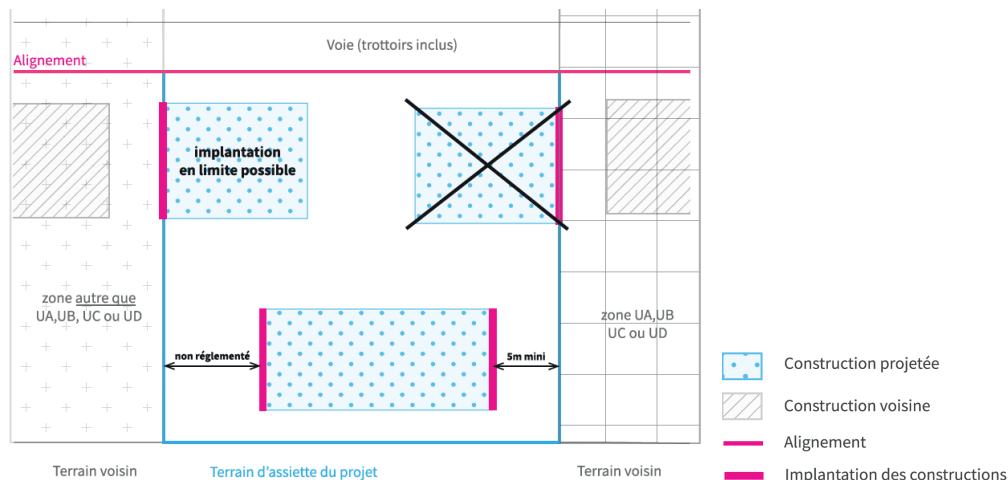 Voie (trottoirs inclus)
Alignement
implantation
en limite possible
zone autre que
UA,UB, UC ou UD
zone UA,UB
UC ou UD
non réglementé
5m mini
Construction projetée
Construction voisine
Alignement
Implantation des constructions
Terrain voisin
Terrain d'assiette du projet
Terrain voisin